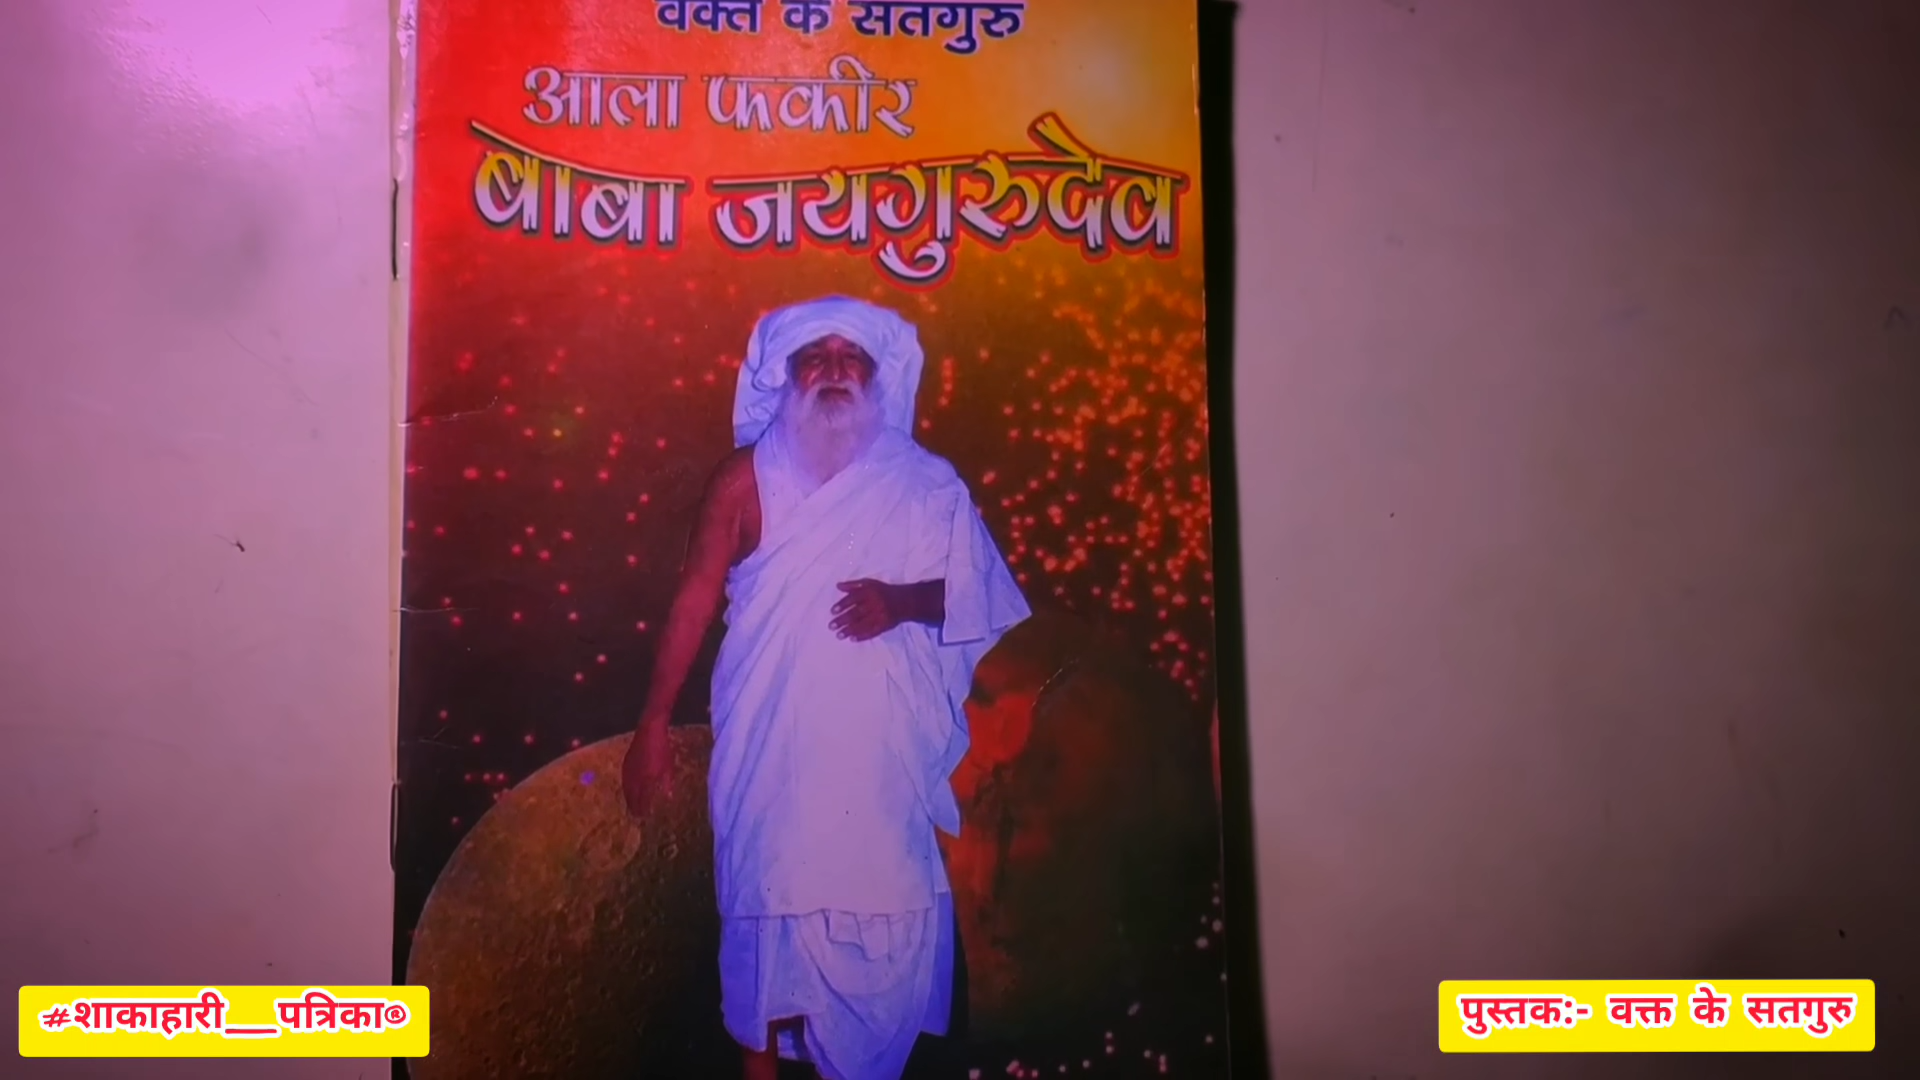 वक्त के सतगुरु
आला फकीर
बाबा जयगुरुदेव
#शाकाहारी__पत्रिका®
पुस्तक:- वक्त के सतगुरु